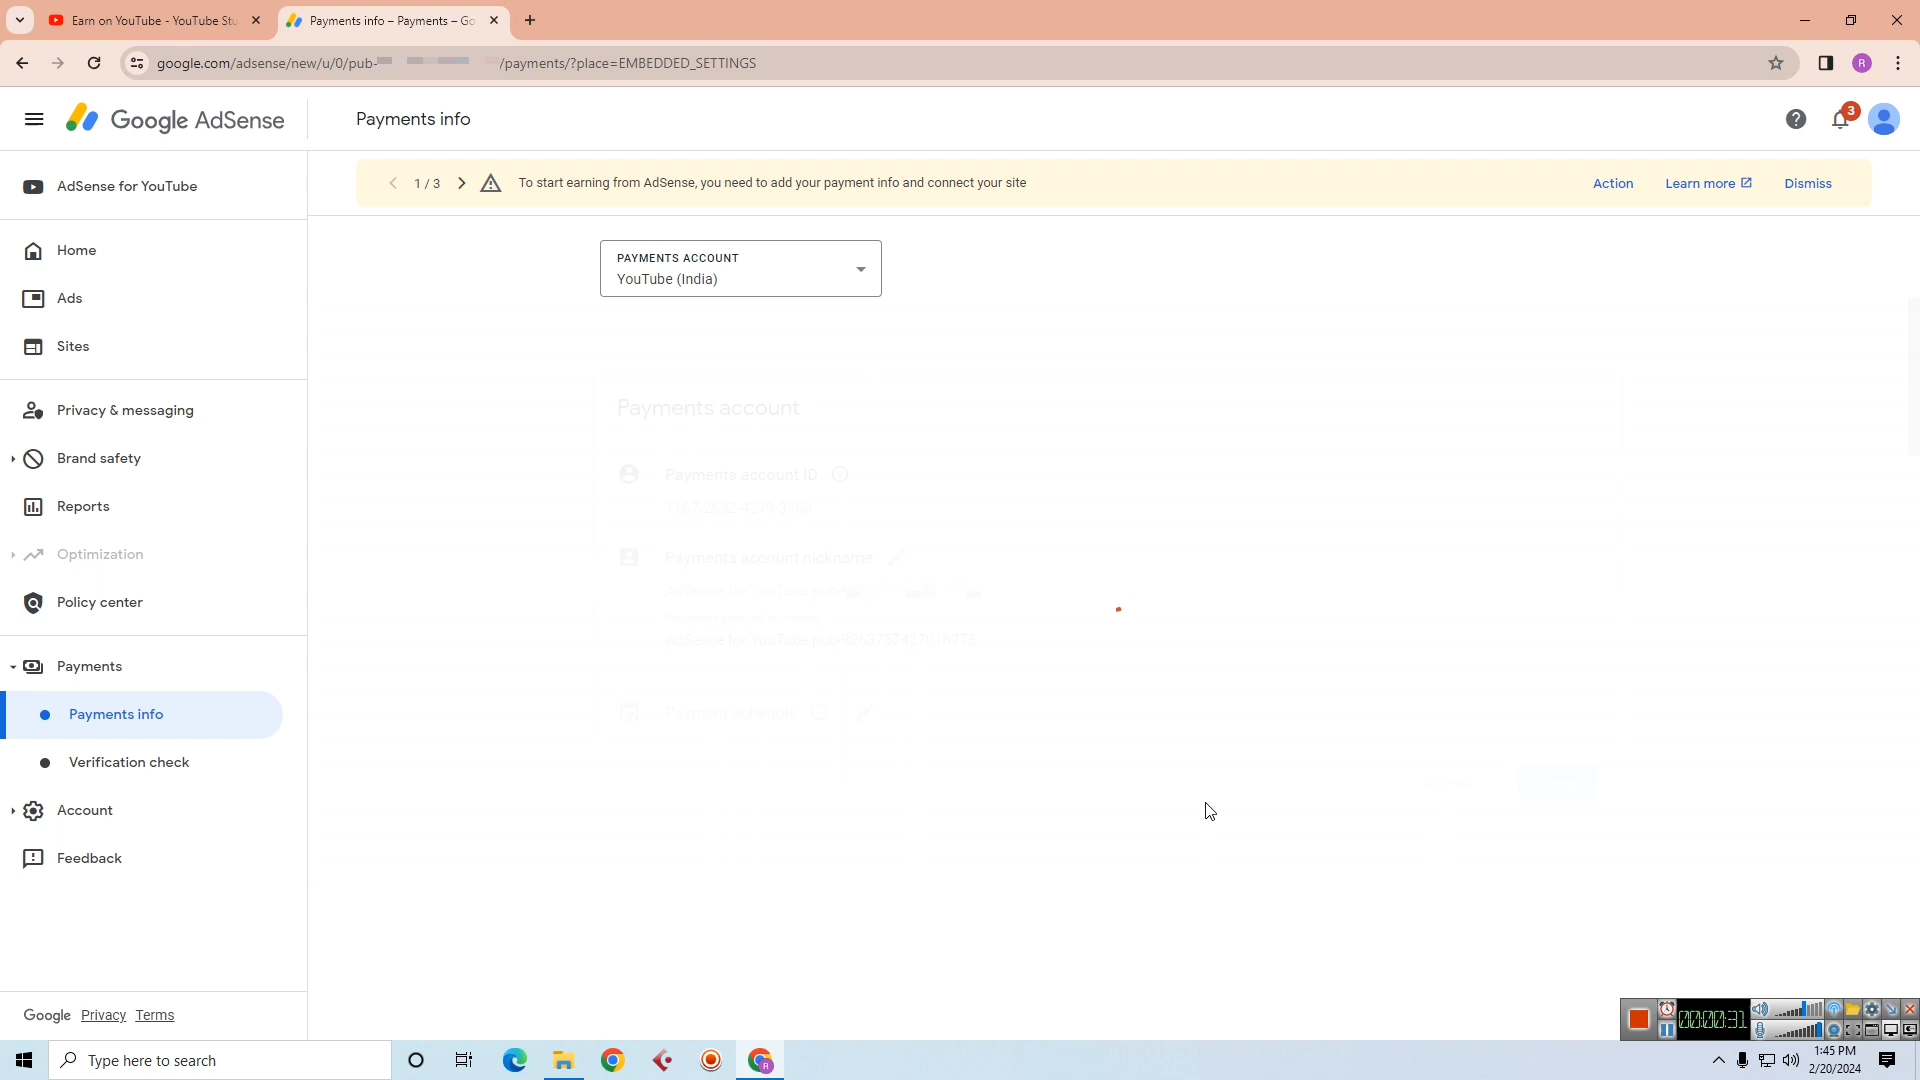 Earn on YouTube - YouTube Stu
Payments info – Payments – Go
google.com/adsense/new/u/0/pub-
/payments/?place=EMBEDDED_SETTINGS
R
Google AdSense
Payments info
3
AdSense for YouTube
1 / 3
To start earning from AdSense, you need to add your payment info and connect your site
Action
Learn more
Dismiss
Home
Ads
Sites
PAYMENTS ACCOUNT
YouTube (India)
Privacy & messaging
Brand safety
Reports
Optimization
Policy center
Payments account
Payments account ID
Payments account nickname
AdSense for YouTube pub-
AdSense for YouTube
Payment schedule
Payments
Payments info
Verification check
Account
Feedback
Google Privacy Terms
00:00:31
Type here to search
1:45 PM
2/20/2024